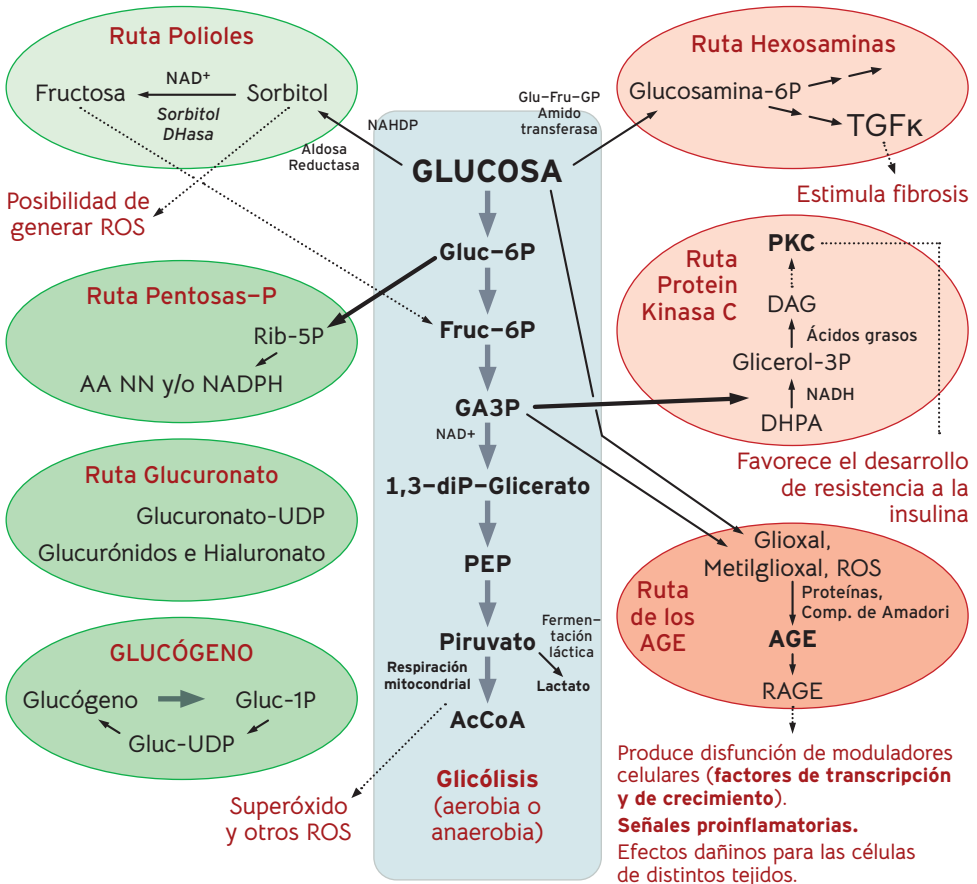 Ruta Polioles
NAD+
Fructosa
Sorbitol
Sorbitol
DHasa
NAHDP
Aldosa
Reductasa
Posibilidad de
generar ROS
Ruta Pentosas–P
Rib-5P
AA NN y/o NADPH
Ruta Glucuronato
Glucuronato-UDP
Glucurónidos e Hialuronato
GLUCÓGENO
Glucógeno
Gluc-1P
Gluc-UDP
Superóxido
y otros ROS
Glu–Fru–GP
Amido
transferasa
GLUCOSA
Gluc–6P
Fruc–6P
GA3P
NAD+
1,3–diP–Glicerato
PEP
Piruvato
Fermen-
tación
láctica
Respiración
mitocondrial
Lactato
AcCoA
Glicólisis
(aerobia o
anaerobia)
Ruta Hexosaminas
Glucosamina-6P
TGFκ
Estimula fibrosis
Ruta
Protein
Kinasa C
PKC
DAG
Ácidos grasos
Glicerol-3P
NADH
DHPA
Favorece el desarrollo
de resistencia a la
insulina
Glioxal,
Metilglioxal, ROS
Ruta
de los
AGE
Proteínas,
Comp. de Amadori
AGE
RAGE
Produce disfunción de moduladores
celulares (factores de transcripción
y de crecimiento).
Señales proinflamatorias.
Efectos dañinos para las células
de distintos tejidos.